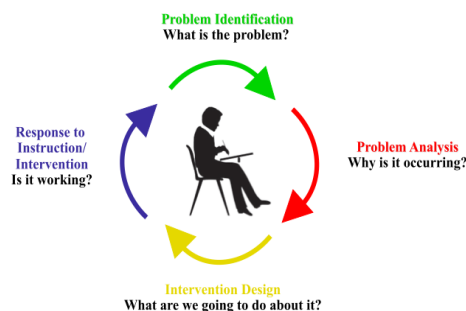 Problem Identification
What is the problem?
Problem Analysis
Why is it occurring?
Intervention Design
What are we going to do about it?
Response to
Instruction/
Intervention
Is it working?